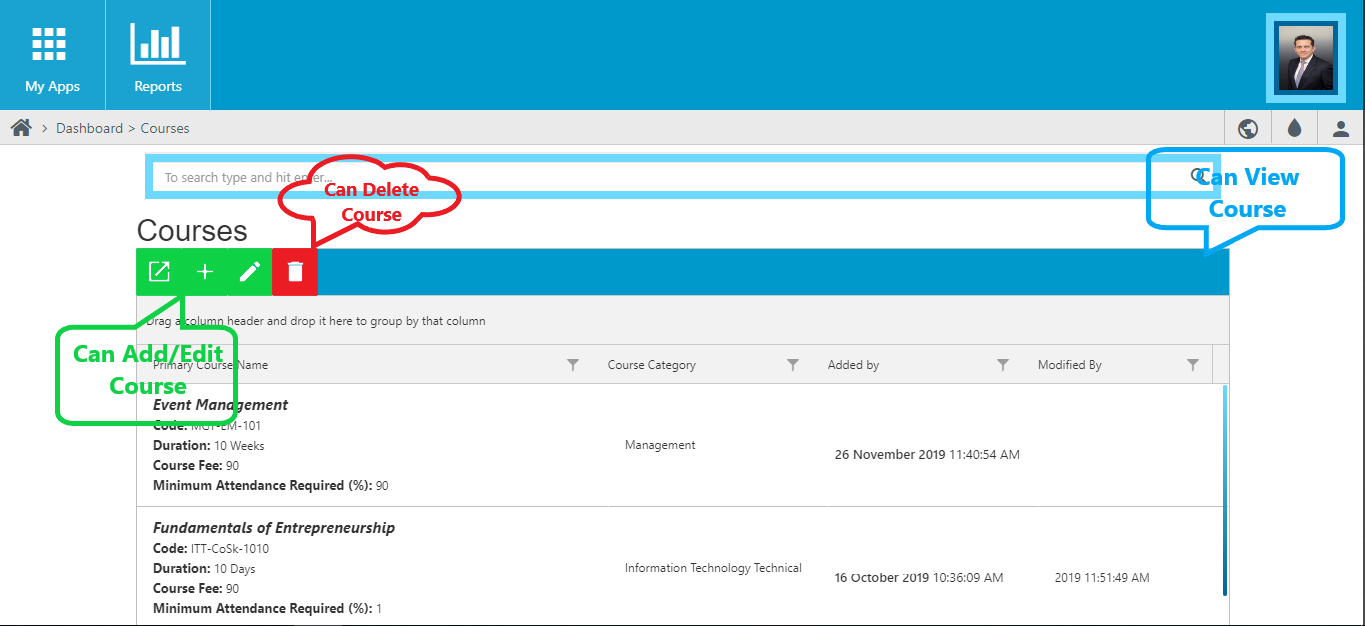 My Apps
Reports
Dashboard > Courses
To search type and hit enter...
Can Delete
Course
Can View
Course
Courses
Drag a column header and drop it here to group by that column
Can Add/Edit
Course
Primary Course Name
Course Category
Added by
Modified By
Event Management
Code: MGT-EM-101
Duration: 10 Weeks
Course Fee: 90
Minimum Attendance Required (%): 90
Management
26 November 2019 11:40:54 AM
Fundamentals of Entrepreneurship
Code: ITT-CoSk-1010
Duration: 10 Days
Course Fee: 90
Minimum Attendance Required (%): 1
Information Technology Technical
16 October 2019 10:36:09 AM
2019 11:51:49 AM